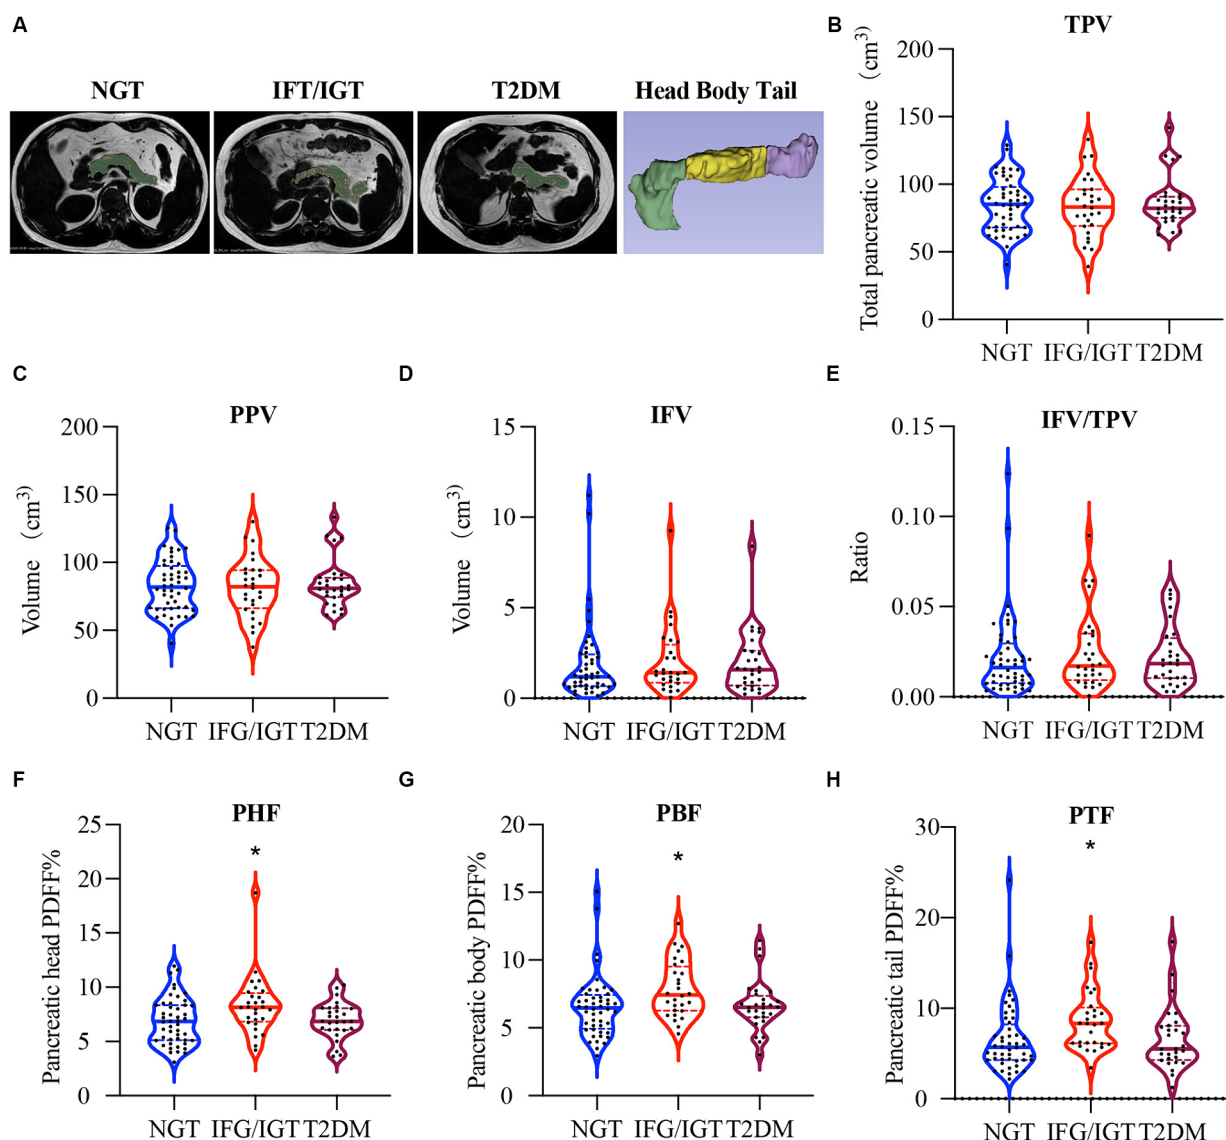 A
NGT IFT/IGT T2DM Head Body Tail
B
TPV
Total pancreatic volume (cm3)
200
150
100
50
0
NGT IFG/IGT T2DM
C
PPV
Volume (cm3)
200
150
100
50
0
NGT IFG/IGT T2DM
D
IFV
Volume (cm3)
15
10
5
0
NGT IFG/IGT T2DM
E
IFV/TPV
Ratio
0.15
0.10
0.05
0.00
NGT IFG/IGT T2DM
F
PHF
*
Pancreatic head PDFF%
25
20
15
10
5
0
NGT IFG/IGT T2DM
G
PBF
*
Pancreatic body PDFF%
20
15
10
5
0
NGT IFG/IGT T2DM
H
PTF
*
Pancreatic tail PDFF%
30
20
10
0
NGT IFG/IGT T2DM